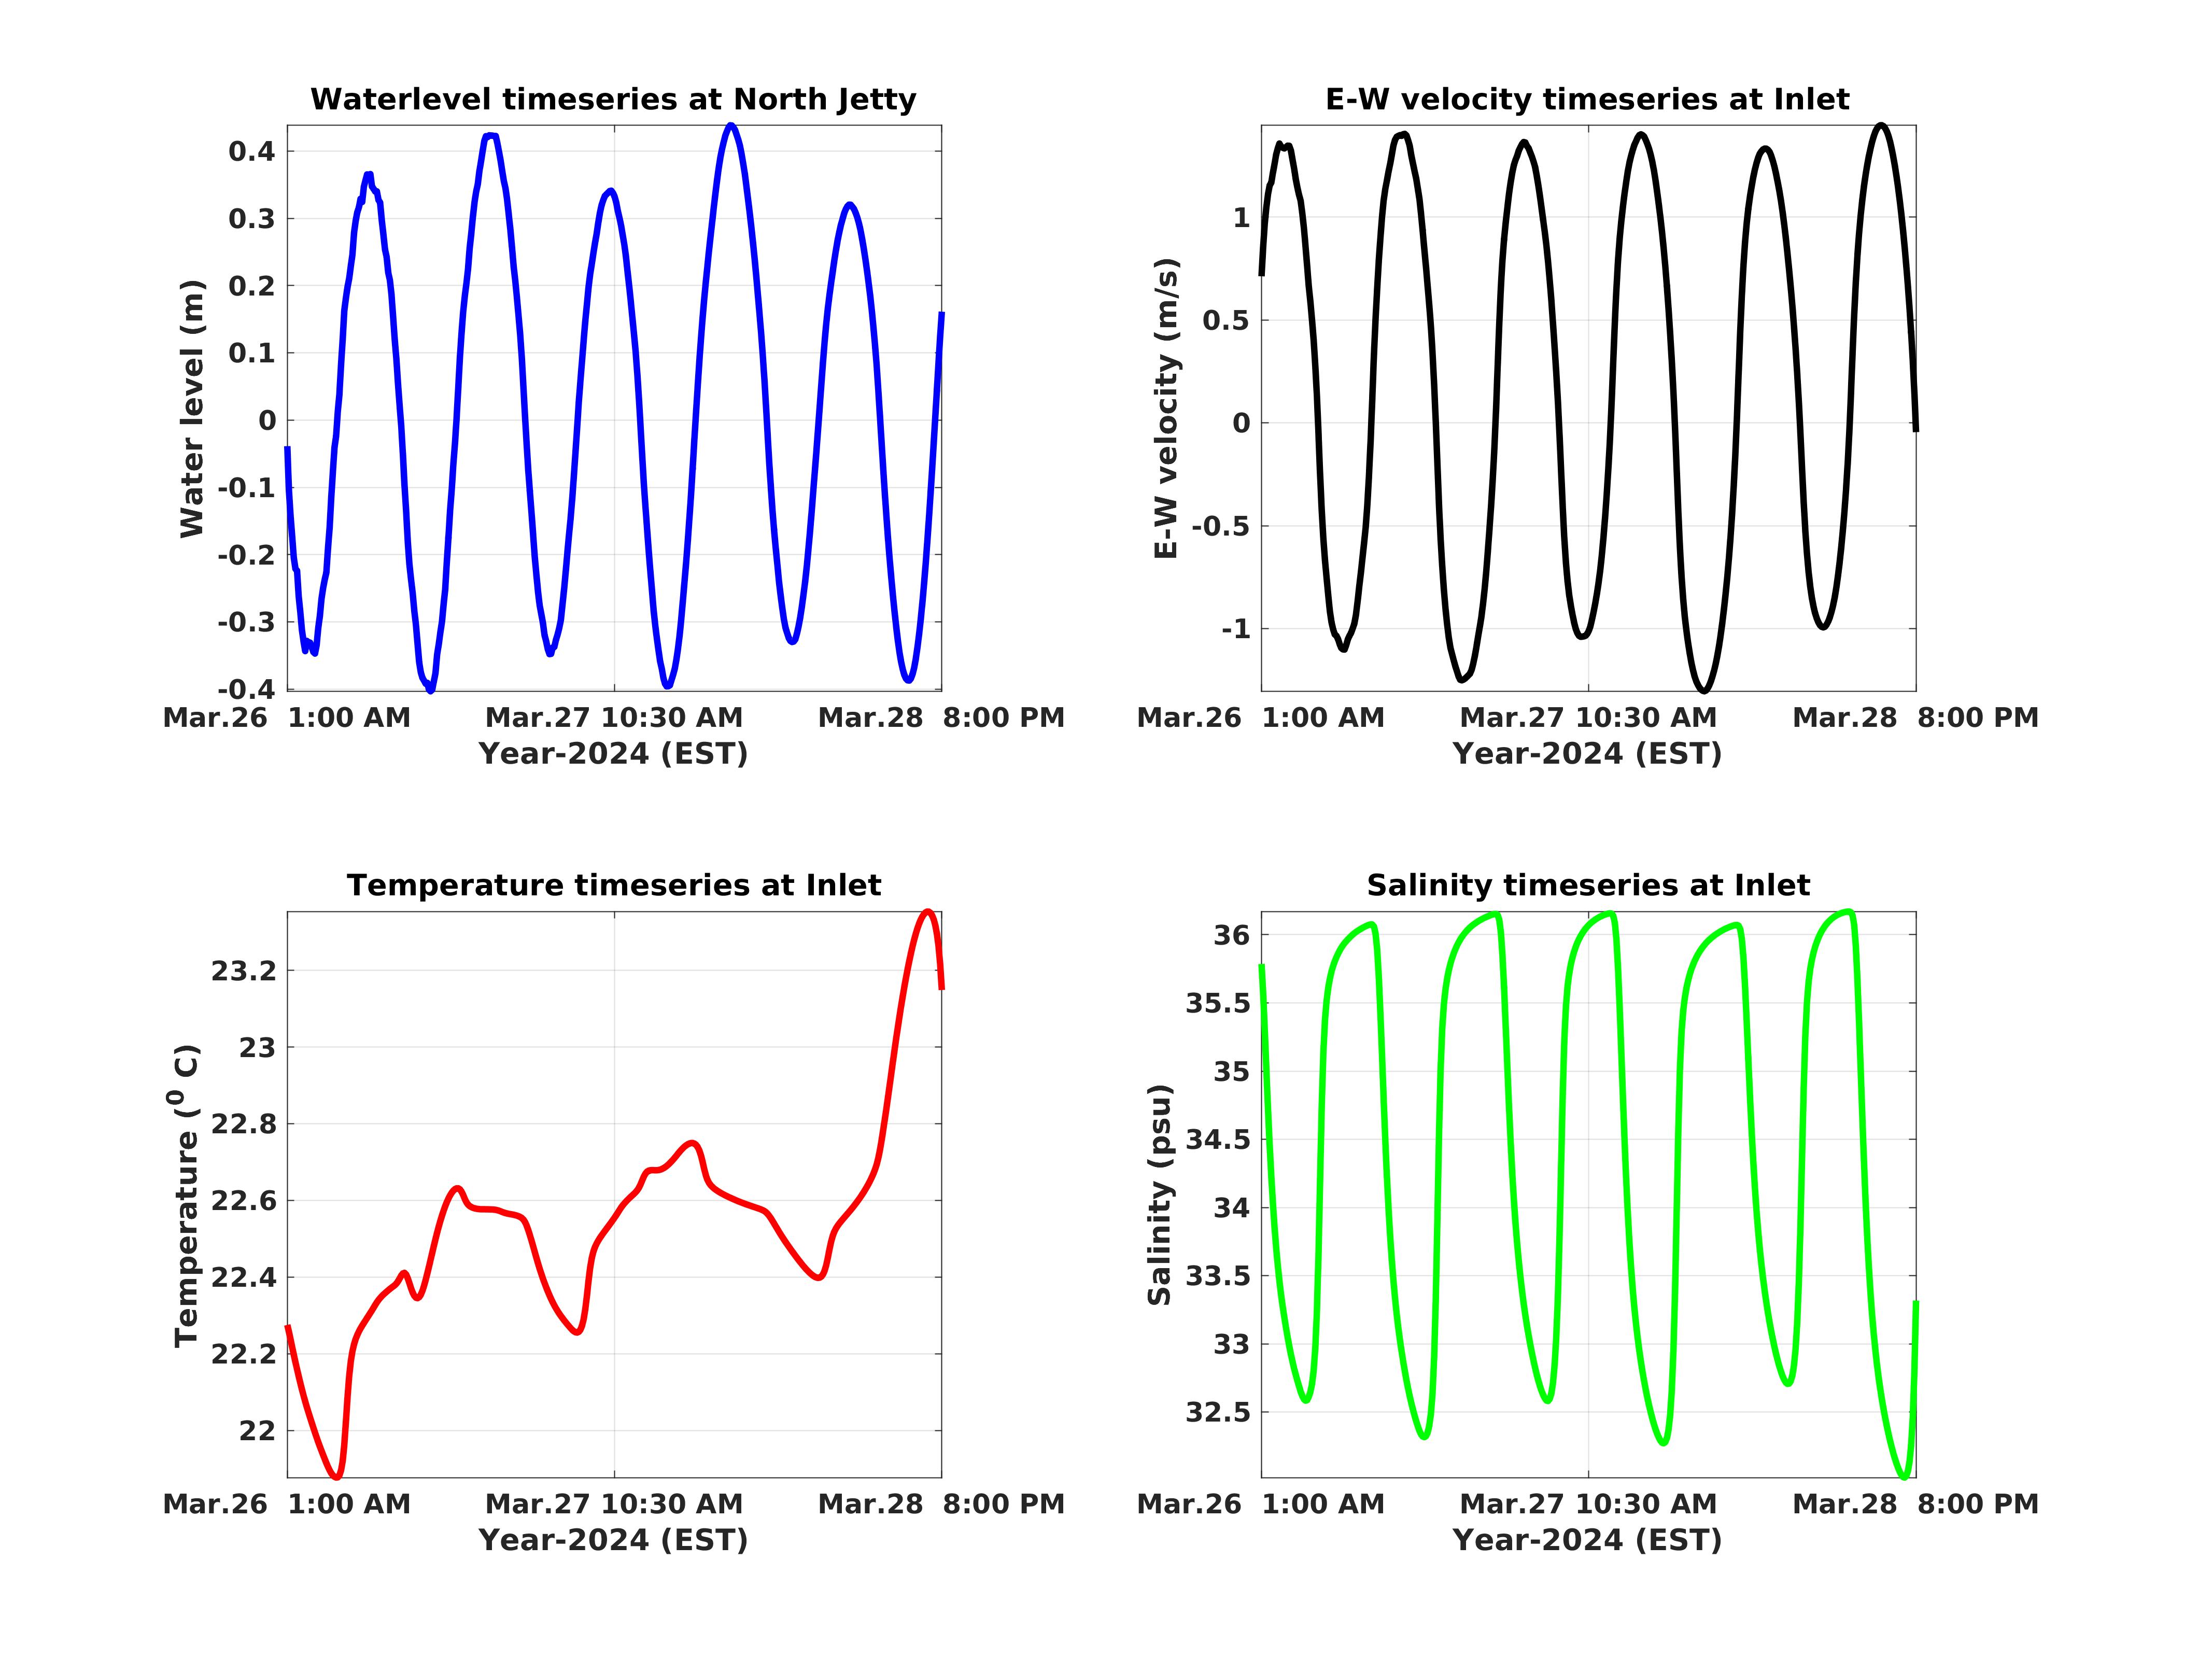 Waterlevel timeseries at North Jetty
0.4
0.3
0.2
0.1
0
-0.1
-0.2
-0.3
-0.4
Water level (m)
Mar.26 1:00 AM Mar.27 10:30 AM Mar.28 8:00 PM
Year-2024 (EST)
E-W velocity timeseries at Inlet
1
0.5
0
-0.5
-1
E-W velocity (m/s)
Mar.26 1:00 AM Mar.27 10:30 AM Mar.28 8:00 PM
Year-2024 (EST)
Temperature timeseries at Inlet
23.2
23
22.8
22.6
22.4
22.2
22
Temperature (⁰ C)
Mar.26 1:00 AM Mar.27 10:30 AM Mar.28 8:00 PM
Year-2024 (EST)
Salinity timeseries at Inlet
36
35.5
35
34.5
34
33.5
33
32.5
Salinity (psu)
Mar.26 1:00 AM Mar.27 10:30 AM Mar.28 8:00 PM
Year-2024 (EST)